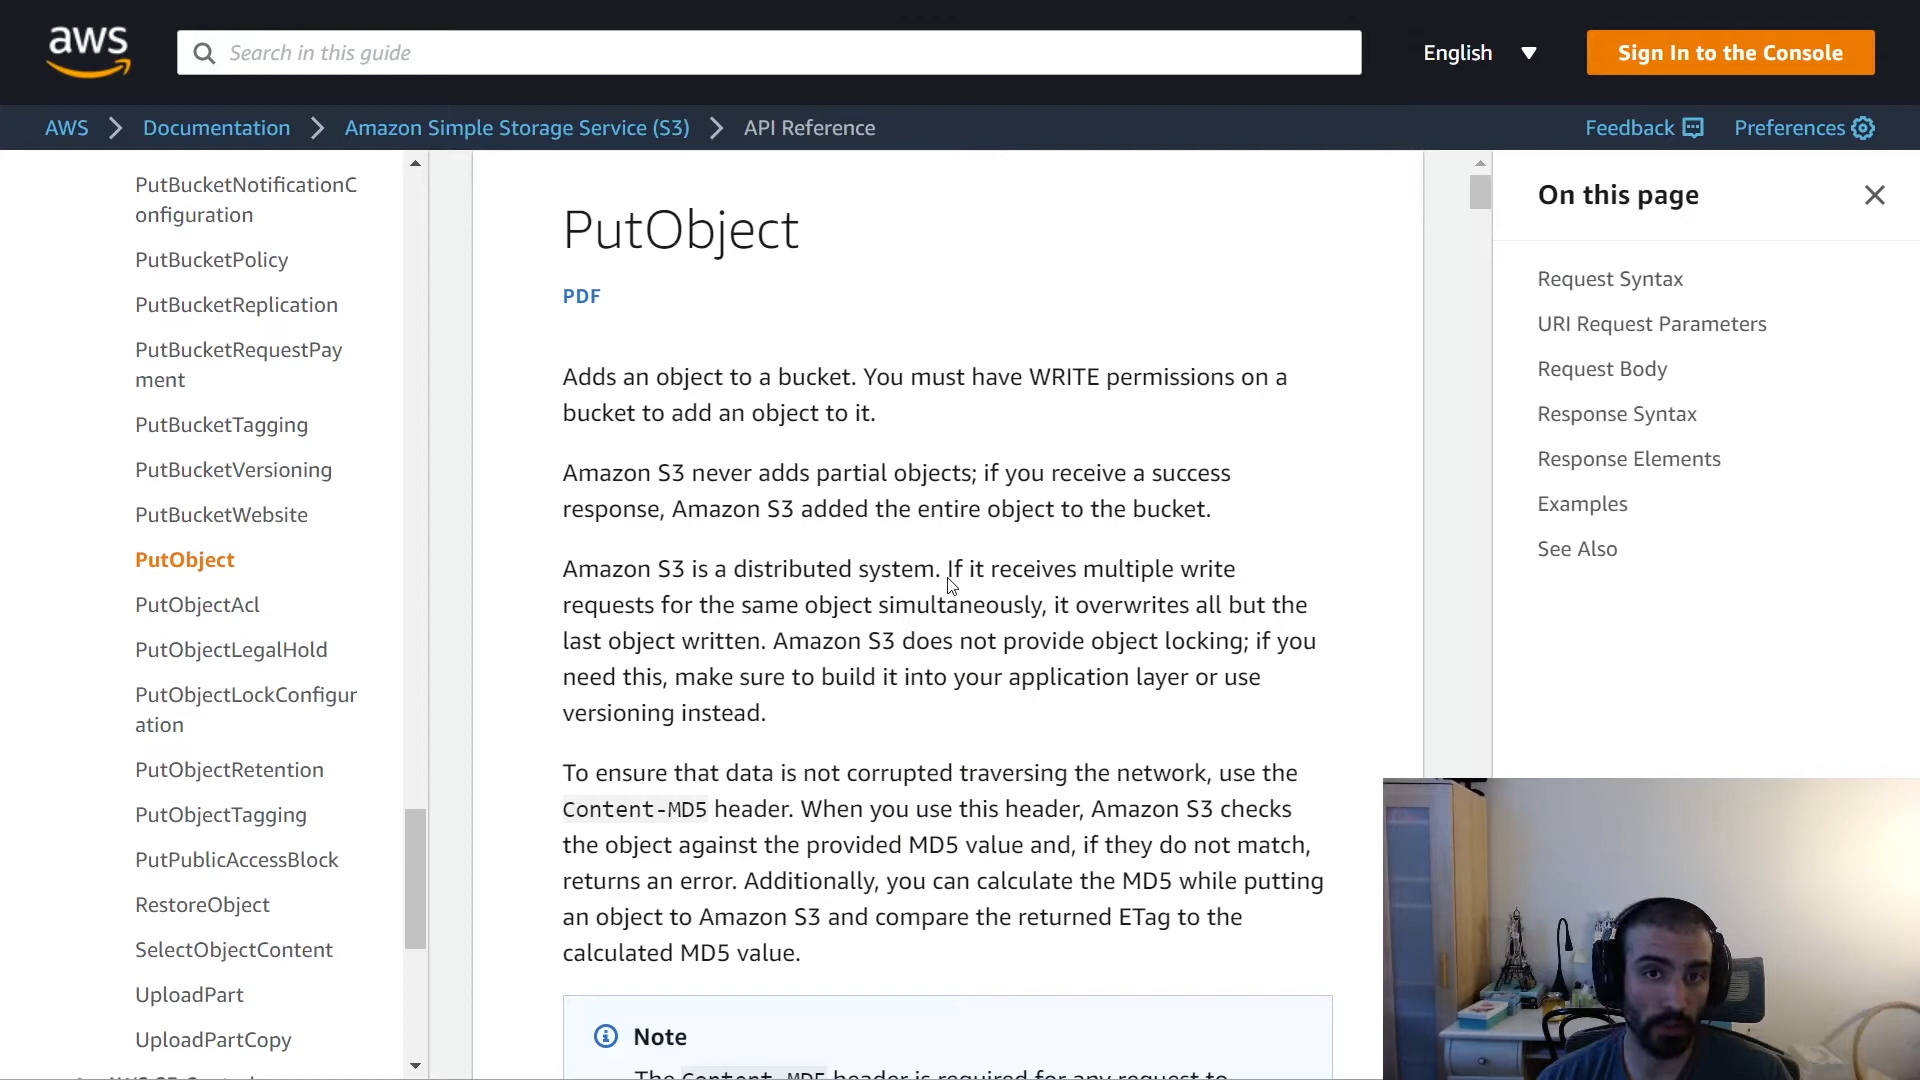 aws
Search in this guide
English
Sign In to the Console
AWS
Documentation
Amazon Simple Storage Service (S3)
API Reference
Feedback
Preferences
PutBucketNotificationC
onfiguration
PutBucketPolicy
PutBucketReplication
PutBucketRequestPay
ment
PutBucketTagging
PutBucketVersioning
PutBucketWebsite
PutObject
PutObjectAcl
PutObjectLegalHold
PutObjectLockConfigur
ation
PutObjectRetention
PutObjectTagging
PutPublicAccessBlock
RestoreObject
SelectObjectContent
UploadPart
UploadPartCopy
PutObject
PDF
Adds an object to a bucket. You must have WRITE permissions on a
bucket to add an object to it.
Amazon S3 never adds partial objects; if you receive a success
response, Amazon S3 added the entire object to the bucket.
Amazon S3 is a distributed system. If it receives multiple write
requests for the same object simultaneously, it overwrites all but the
last object written. Amazon S3 does not provide object locking; if you
need this, make sure to build it into your application layer or use
versioning instead.
To ensure that data is not corrupted traversing the network, use the
Content-MD5 header. When you use this header, Amazon S3 checks
the object against the provided MD5 value and, if they do not match,
returns an error. Additionally, you can calculate the MD5 while putting
an object to Amazon S3 and compare the returned ETag to the
calculated MD5 value.
Note
The Content-MD5 header is required for any request to
On this page
Request Syntax
URI Request Parameters
Request Body
Response Syntax
Response Elements
Examples
See Also